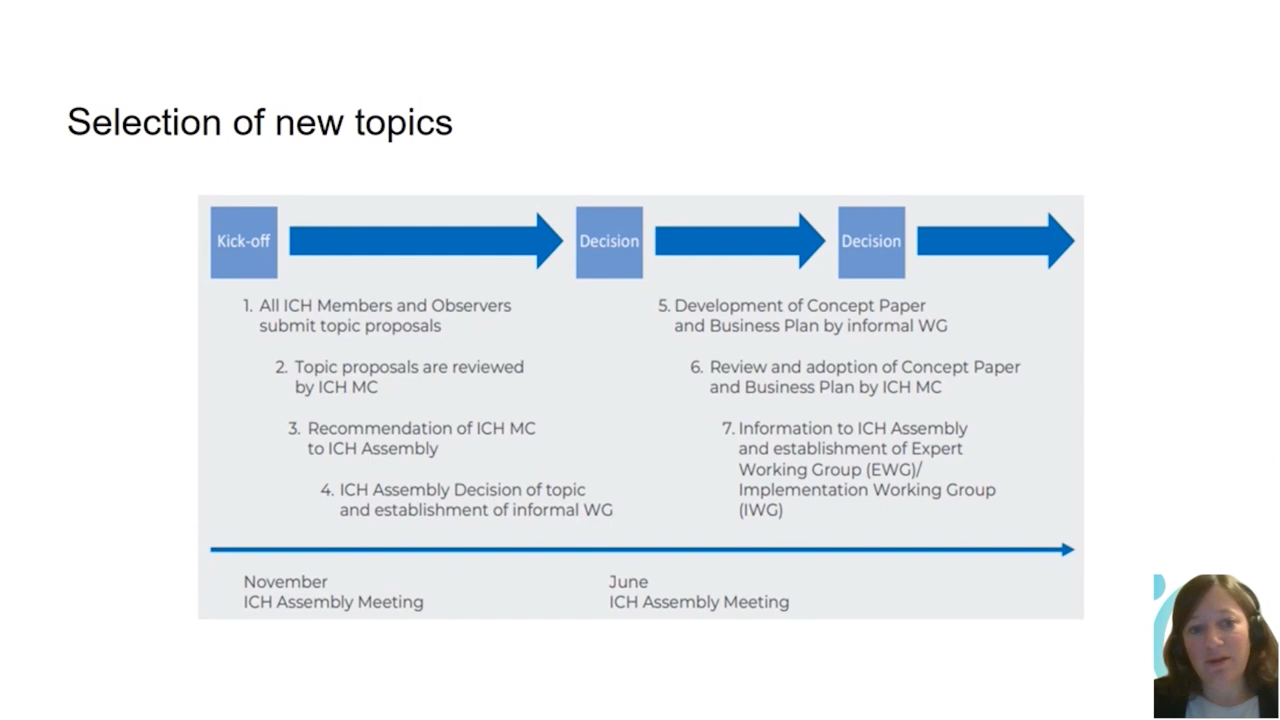 Selection of new topics
Kick-off
Decision
Decision
1. All ICH Members and Observers
submit topic proposals
2. Topic proposals are reviewed
by ICH MC
3. Recommendation of ICH MC
to ICH Assembly
4. ICH Assembly Decision of topic
and establishment of informal WG
5. Development of Concept Paper
and Business Plan by informal WG
6. Review and adoption of Concept Paper
and Business Plan by ICH MC
7. Information to ICH Assembly
and establishment of Expert
Working Group (EWG)/
Implementation Working Group
(IWG)
November
ICH Assembly Meeting
June
ICH Assembly Meeting